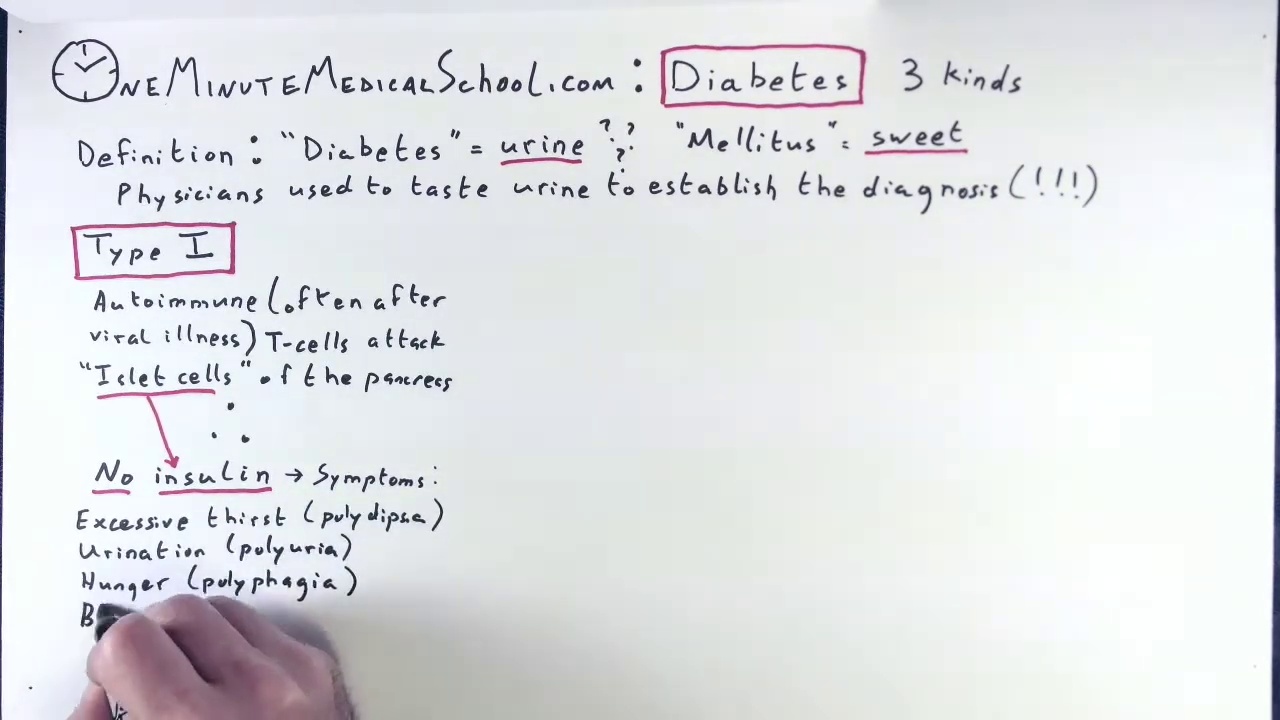 OneMinuteMedicalSchool.com : Diabetes 3 kinds
Definition : "Diabetes" = urine ??? "Mellitus" = sweet
Physicians used to taste urine to establish the diagnosis (!!!)
Type I
Autoimmune (often after
viral illness) T-cells attack
"Islet cells" of the pancreas
∴
No insulin → Symptoms:
Excessive thirst (polydipsia)
Urination (polyuria)
Hunger (polyphagia)
B